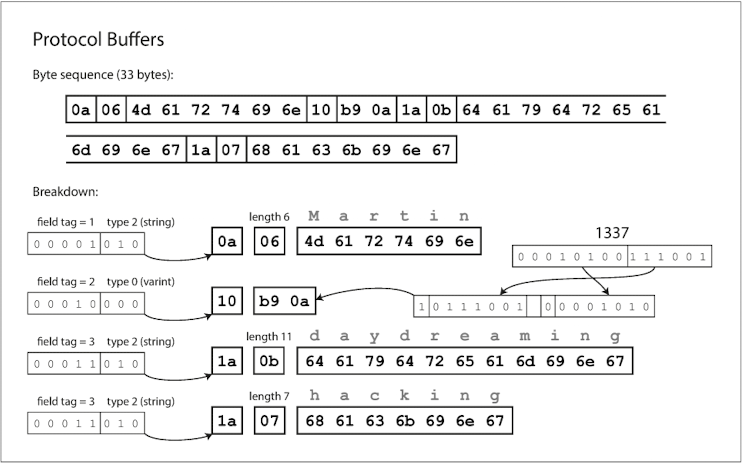 Protocol Buffers
Byte sequence (33 bytes):
0a 06 4d 61 72 74 69 6e 10 b9 0a 1a 0b 64 61 79 64 72 65 61
6d 69 6e 67 1a 07 68 61 63 6b 69 6e 67
Breakdown:
field tag = 1 type 2 (string) length 6 M a r t i n
0 0 0 0 1 0 1 0 0a 06 4d 61 72 74 69 6e
1337
0 0 0 1 0 1 0 0 1 1 1 0 0 1
field tag = 2 type 0 (varint)
0 0 0 1 0 0 0 0 10 b9 0a 1 0 1 1 1 0 0 1 0 0 0 0 1 0 1 0
field tag = 3 type 2 (string) length 11 d a y d r e a m i n g
0 0 0 1 1 0 1 0 1a 0b 64 61 79 64 72 65 61 6d 69 6e 67
field tag = 3 type 2 (string) length 7 h a c k i n g
0 0 0 1 1 0 1 0 1a 07 68 61 63 6b 69 6e 67